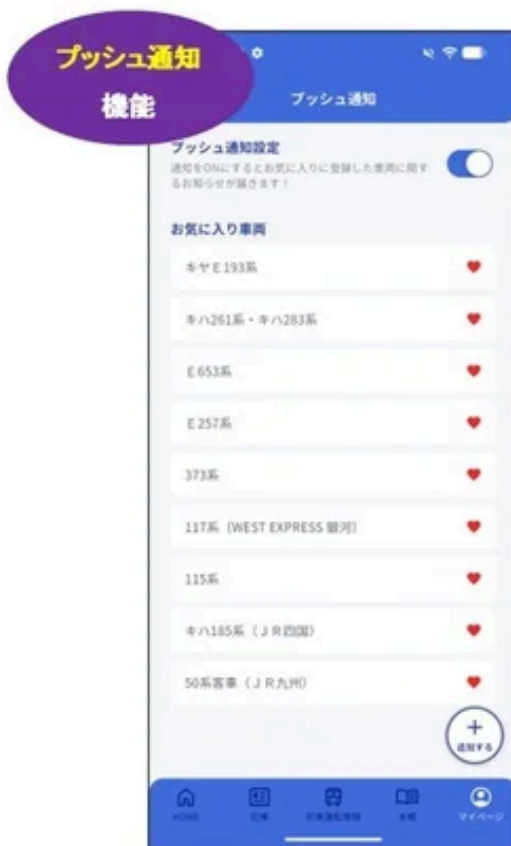 プッシュ通知
機能
プッシュ通知
プッシュ通知設定
通知をONにするとお気に入りに登録した車両に関す
るお知らせが届きます！
お気に入り車両
キヤE193系
キハ261系・キハ283系
E653系
E257系
373系
117系（WEST EXPRESS 銀河）
115系
キハ185系（JR四国）
50系客車（JR九州）
+
追加する
HOME
記事
マイページ